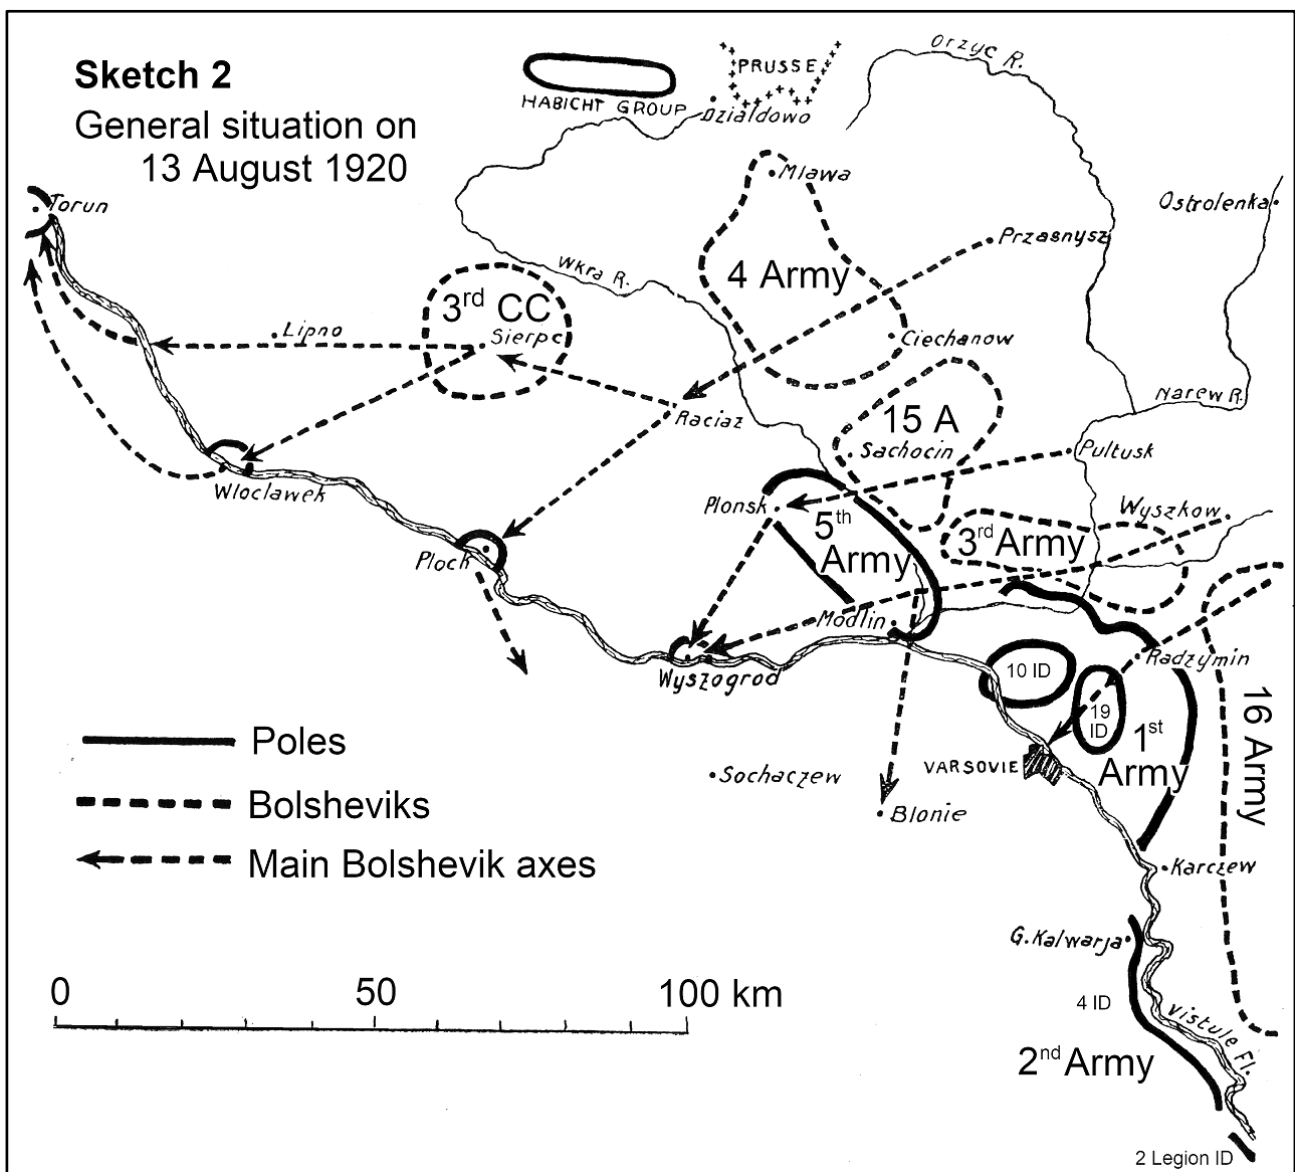 Sketch 2
General situation on
13 August 1920
HABICHT GROUP
PRUSSE
Dzialdowo
Orzyc R.
Torun
Mlawa
Ostrolenka
Przasnysz
Wkra R.
4 Army
3rd CC
Sierpc
Lipno
Ciechanow
Raciaz
Narew R.
15 A
Sachocin
Pultusk
Wloclawek
Plonsk
Wyszkow
5th
Army
3rd Army
Plock
Modlin
Wyszogrod
Radzymin
10 ID
19
ID
16 Army
1st
Army
Poles
VARSOVIE
Sochaczew
Bolsheviks
Blonie
Main Bolshevik axes
Karczew
G. Kalwarja
0 50 100 km
4 ID
Vistule Fl.
2nd Army
2 Legion ID